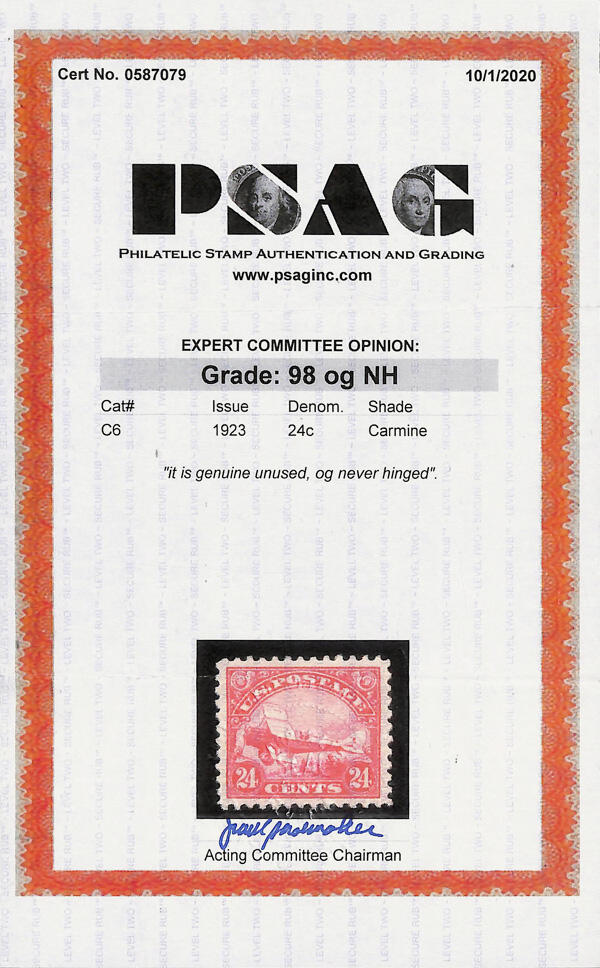 Cert No. 0587079 10/1/2020
PSAG
PHILATELIC STAMP AUTHENTICATION AND GRADING
www.psaginc.com
EXPERT COMMITTEE OPINION:
Grade: 98 og NH
Cat# Issue Denom. Shade
C6 1923 24c Carmine
"it is genuine unused, og never hinged".
U.S. POSTAGE
24 24
CENTS
Acting Committee Chairman